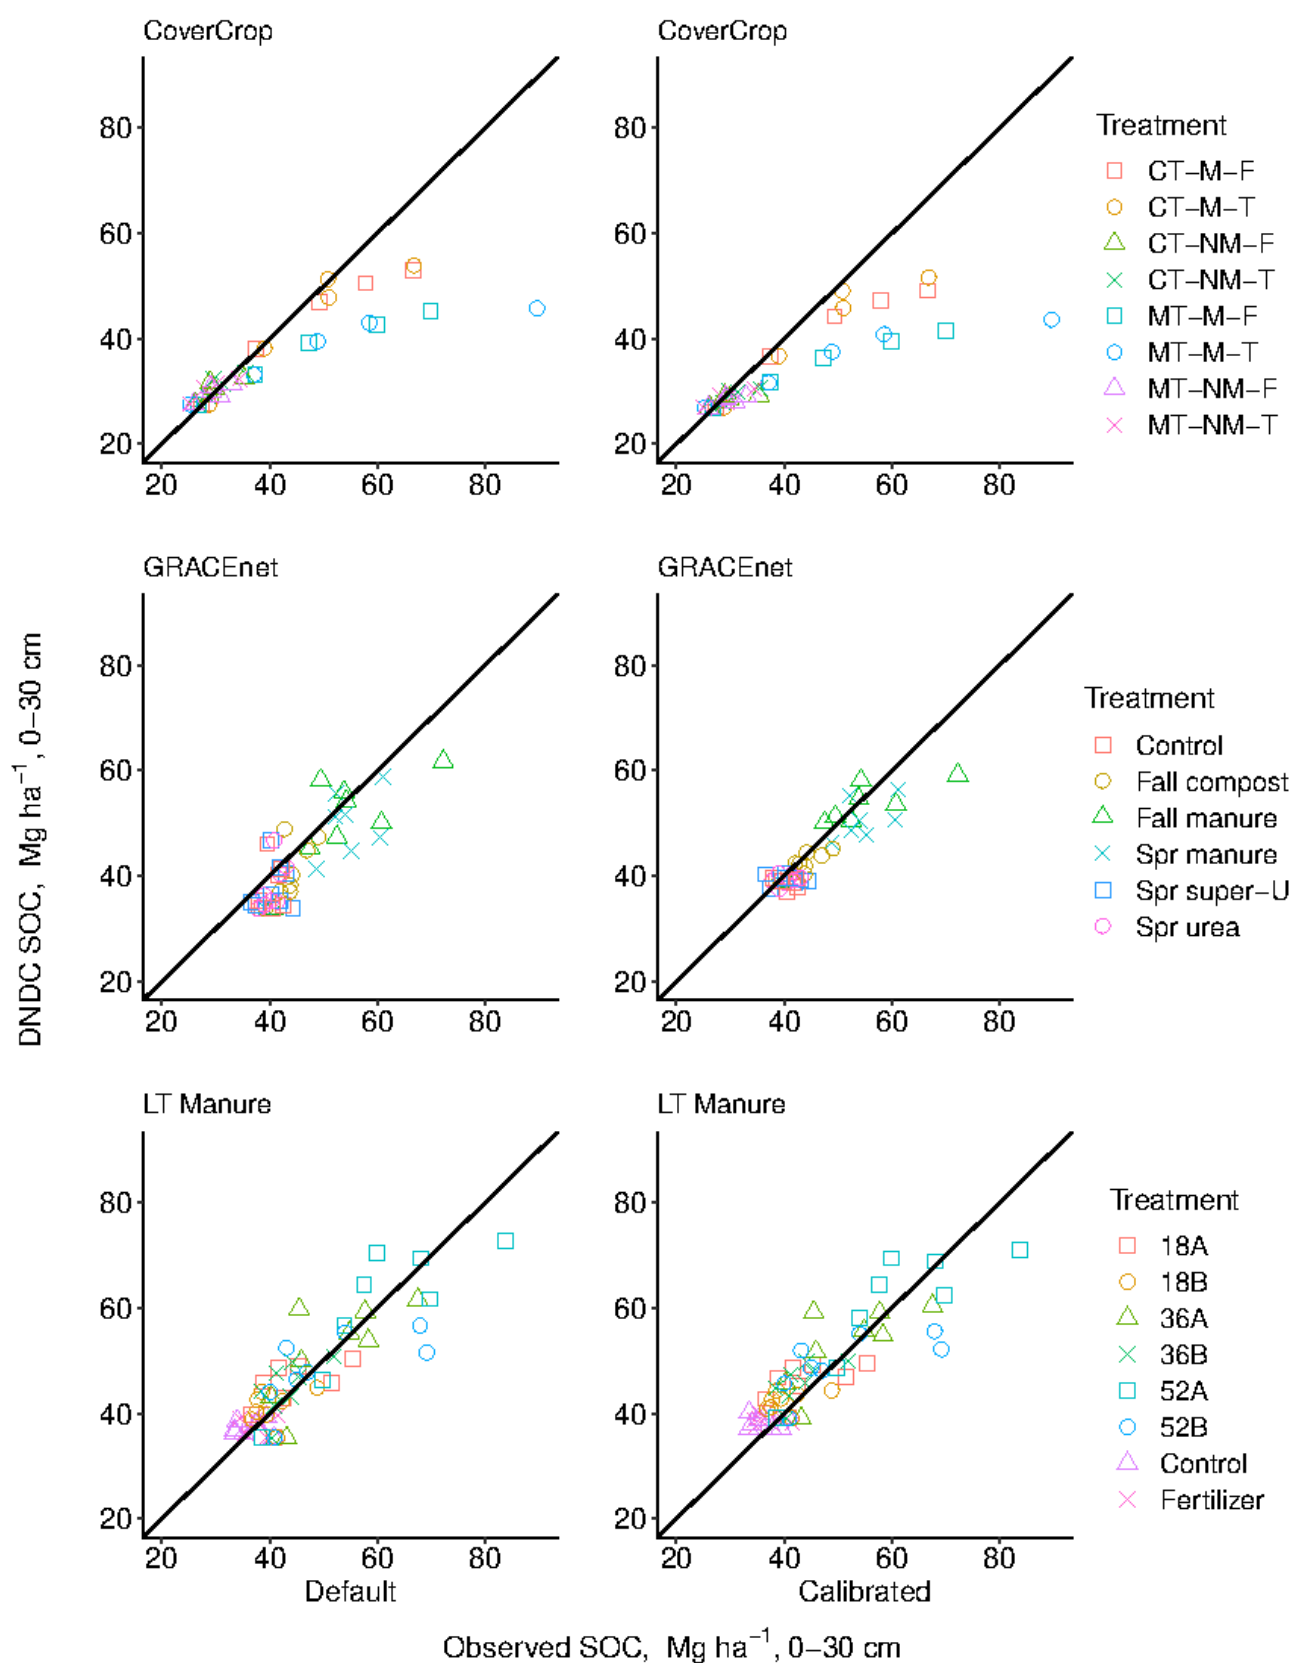 CoverCrop
CoverCrop
80
60
40
20
20 40 60 80
80
60
40
20
20 40 60 80
Treatment
CT−M−F
CT−M−T
CT−NM−F
CT−NM−T
MT−M−F
MT−M−T
MT−NM−F
MT−NM−T
GRACEnet
GRACEnet
DNDC SOC, Mg ha⁻¹, 0−30 cm
80
60
40
20
20 40 60 80
80
60
40
20
20 40 60 80
Treatment
Control
Fall compost
Fall manure
Spr manure
Spr super−U
Spr urea
LT Manure
LT Manure
80
60
40
20
20 40 60 80
Default
80
60
40
20
20 40 60 80
Calibrated
Treatment
18A
18B
36A
36B
52A
52B
Control
Fertilizer
Observed SOC, Mg ha⁻¹, 0−30 cm